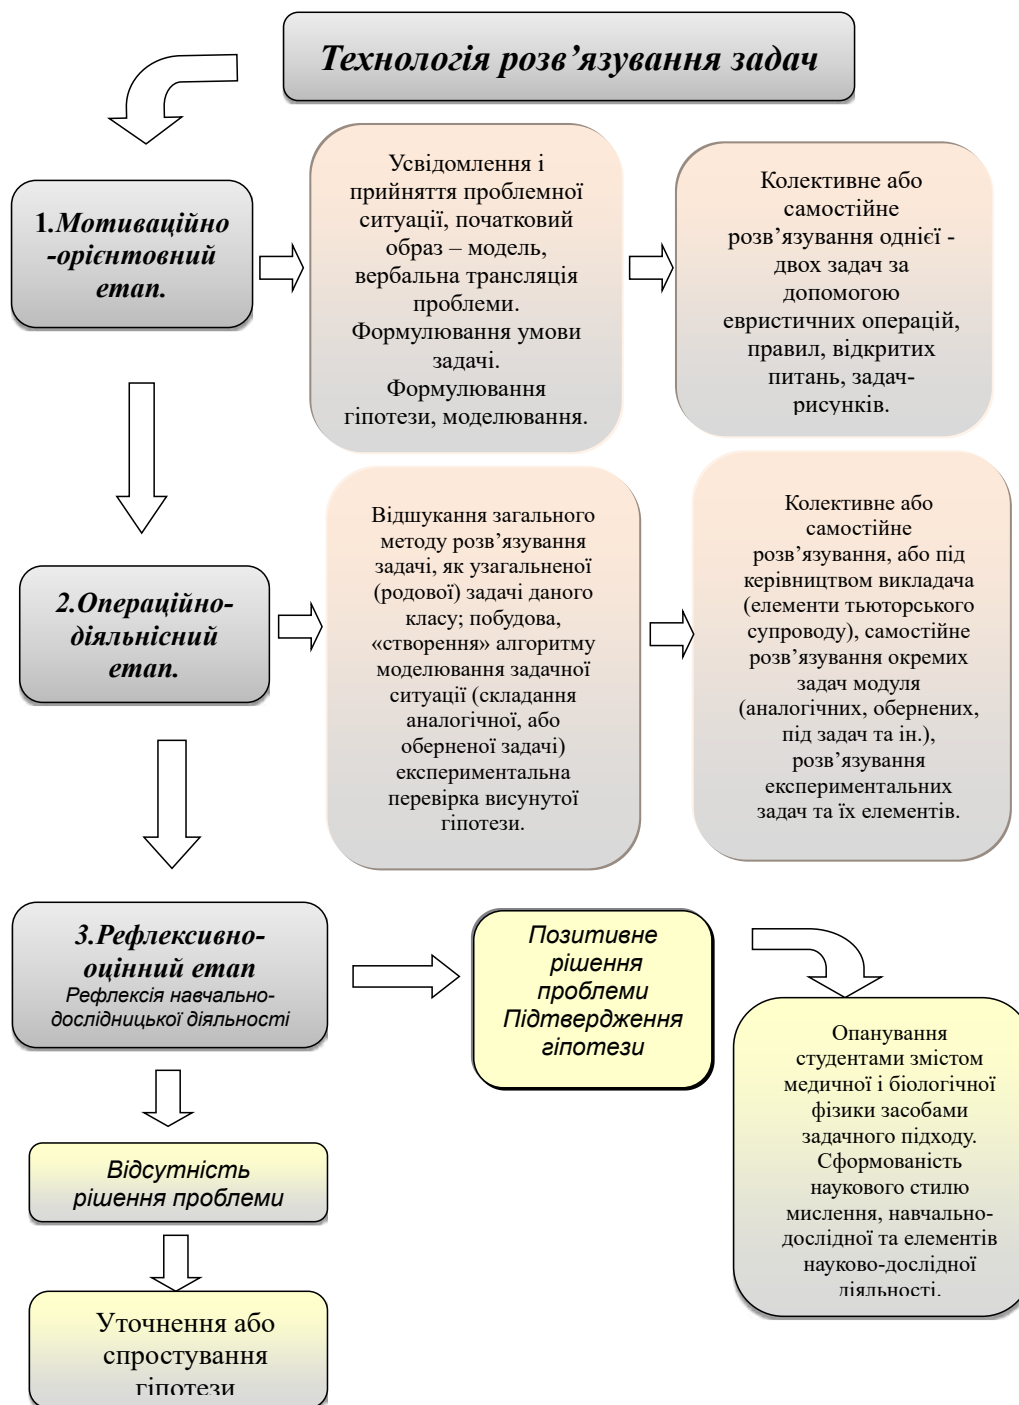 Технологія розв’язування задач
1.Мотиваційно
-орієнтовний
етап.
Усвідомлення і
прийняття проблемної
ситуації, початковий
образ – модель,
вербальна трансляція
проблеми.
Формулювання умови
задачі.
Формулювання
гіпотези, моделювання.
Колективне або
самостійне
розв’язування однієї -
двох задач за
допомогою
евристичних операцій,
правил, відкритих
питань, задач-
рисунків.
2.Операційно-
діяльнісний
етап.
Відшукання загального
методу розв’язування
задачі, як узагальненої
(родової) задачі даного
класу; побудова,
«створення» алгоритму
моделювання задачної
ситуації (складання
аналогічної, або
оберненої задачі)
експериментальна
перевірка висунутої
гіпотези.
Колективне або
самостійне
розв’язування, або під
керівництвом викладача
(елементи тьюторського
супроводу), самостійне
розв’язування окремих
задач модуля
(аналогічних, обернених,
під задач та ін.),
розв’язування
експериментальних
задач та їх елементів.
3.Рефлексивно-
оцінний етап
Рефлексія навчально-
дослідницької діяльності
Позитивне
рішення
проблеми
Підтвердження
гіпотези
Опанування
студентами змістом
медичної і біологічної
фізики засобами
задачного підходу.
Сформованість
наукового стилю
мислення, навчально-
дослідної та елементів
науково-дослідної
діяльності.
Відсутність
рішення проблеми
Уточнення або
спростування
гіпотези